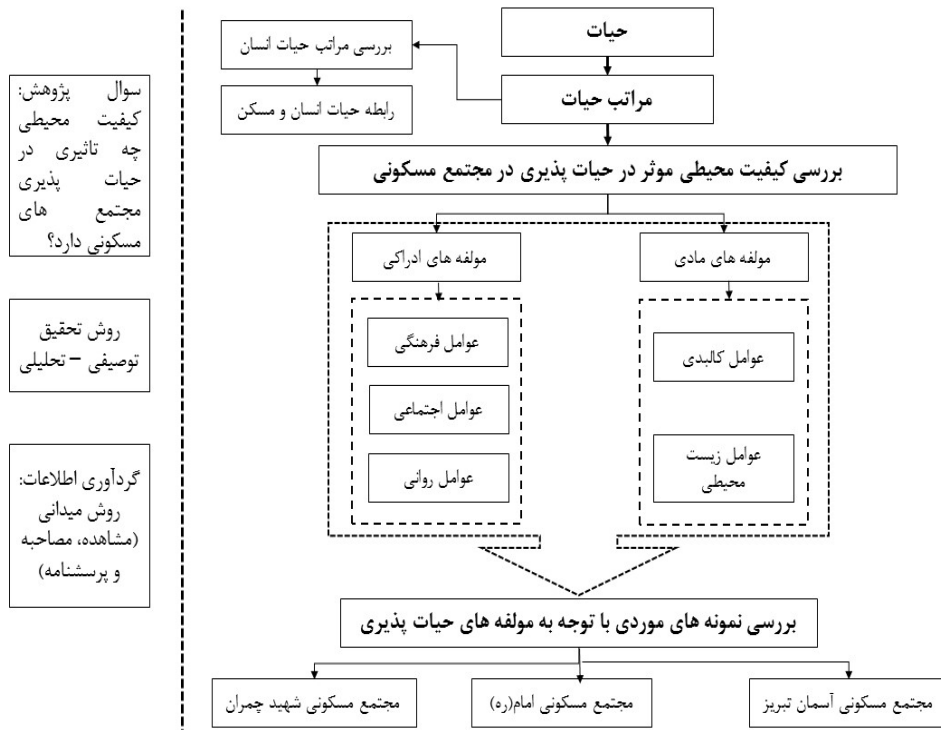 حیات
مراتب حیات
بررسی مراتب حیات انسان
رابطه حیات انسان و مسکن
بررسی کیفیت محیطی موثر در حیات پذیری در مجتمع مسکونی
مولفه های مادی
عوامل کالبدی
عوامل زیست
محیطی
مولفه های ادراکی
عوامل فرهنگی
عوامل اجتماعی
عوامل روانی
بررسی نمونه های موردی با توجه به مولفه های حیات پذیری
مجتمع مسکونی آسمان تبریز
مجتمع مسکونی امام(ره)
مجتمع مسکونی شهید چمران
سوال پژوهش:
کیفیت محیطی
چه تاثیری در
حیات پذیری
مجتمع های
مسکونی دارد؟
روش تحقیق
توصیفی – تحلیلی
گردآوری اطلاعات:
روش میدانی
(مشاهده، مصاحبه
و پرسشنامه)